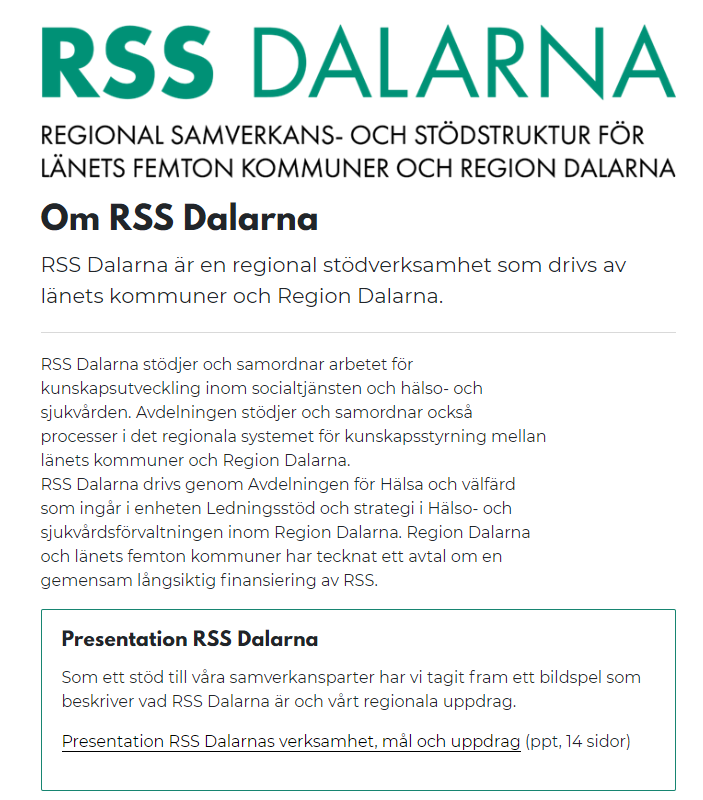 RSS DALARNA
REGIONAL SAMVERKANS- OCH STÖDSTRUKTUR FÖR
LÄNETS FEMTON KOMMUNER OCH REGION DALARNA
Om RSS Dalarna
RSS Dalarna är en regional stödverksamhet som drivs av
länets kommuner och Region Dalarna.
RSS Dalarna stödjer och samordnar arbetet för
kunskapsutveckling inom socialtjänsten och hälso- och
sjukvården. Avdelningen stödjer och samordnar också
processer i det regionala systemet för kunskapsstyrning mellan
länets kommuner och Region Dalarna.
RSS Dalarna drivs genom Avdelningen för Hälsa och välfärd
som ingår i enheten Ledningsstöd och strategi i Hälso- och
sjukvårdsförvaltningen inom Region Dalarna. Region Dalarna
och länets femton kommuner har tecknat ett avtal om en
gemensam långsiktig finansiering av RSS.
Presentation RSS Dalarna
Som ett stöd till våra samverkansparter har vi tagit fram ett bildspel som
beskriver vad RSS Dalarna är och vårt regionala uppdrag.
Presentation RSS Dalarnas verksamhet, mål och uppdrag (ppt, 14 sidor)